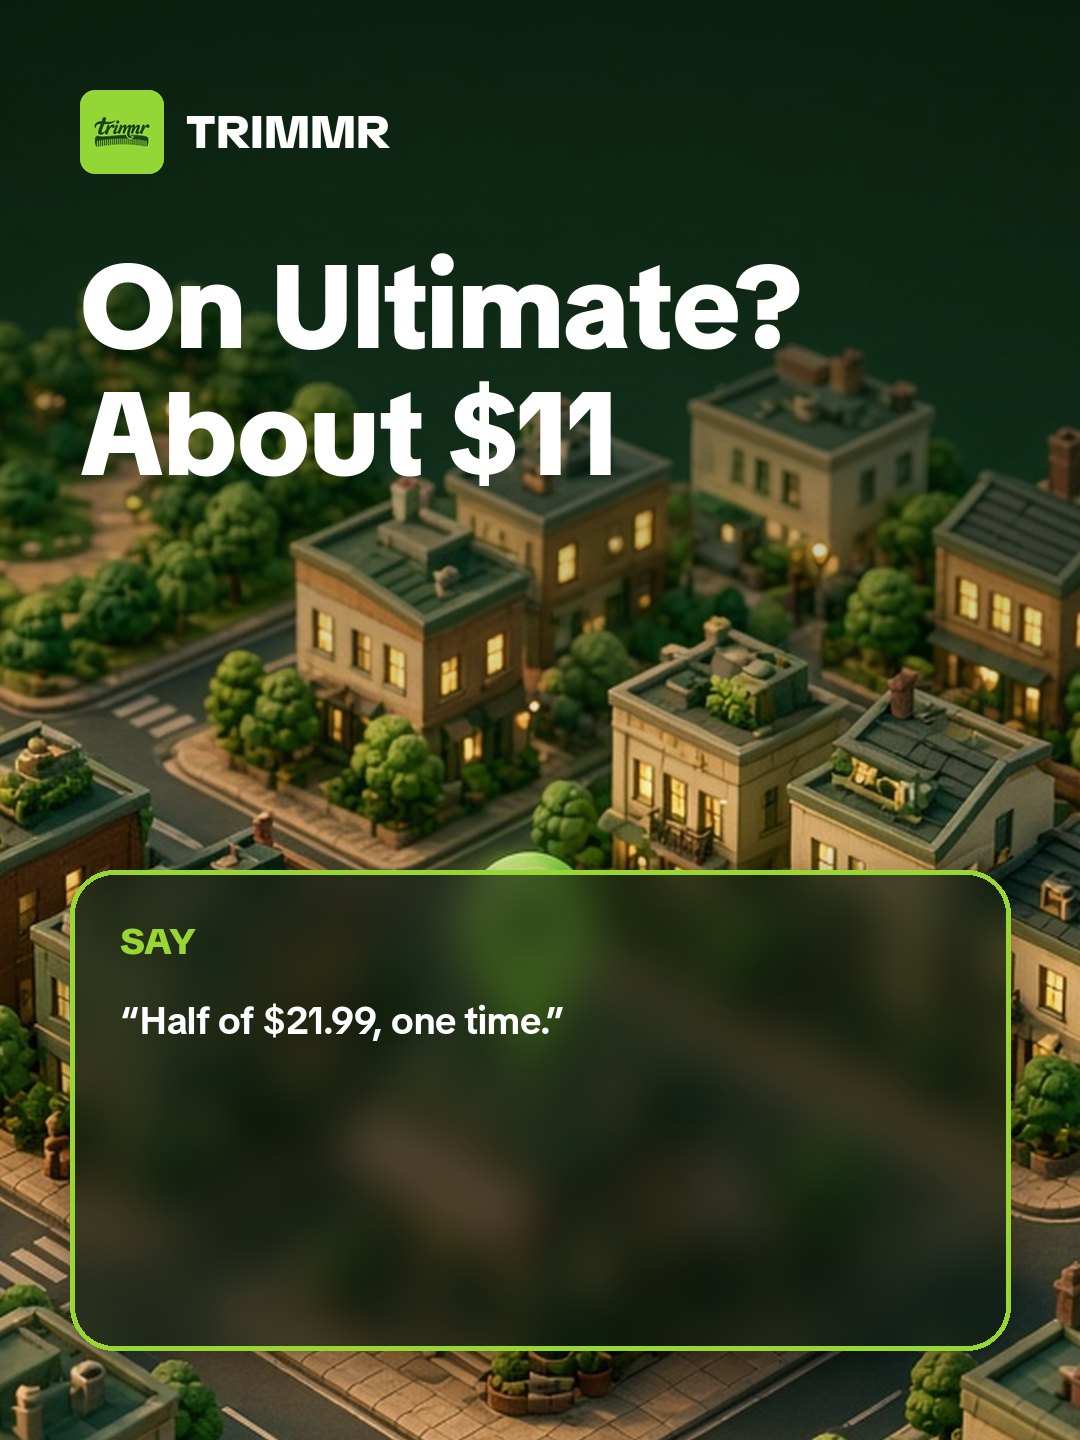 trimmr
TRIMMR
On Ultimate?
About $11
SAY
“Half of $21.99, one time.”